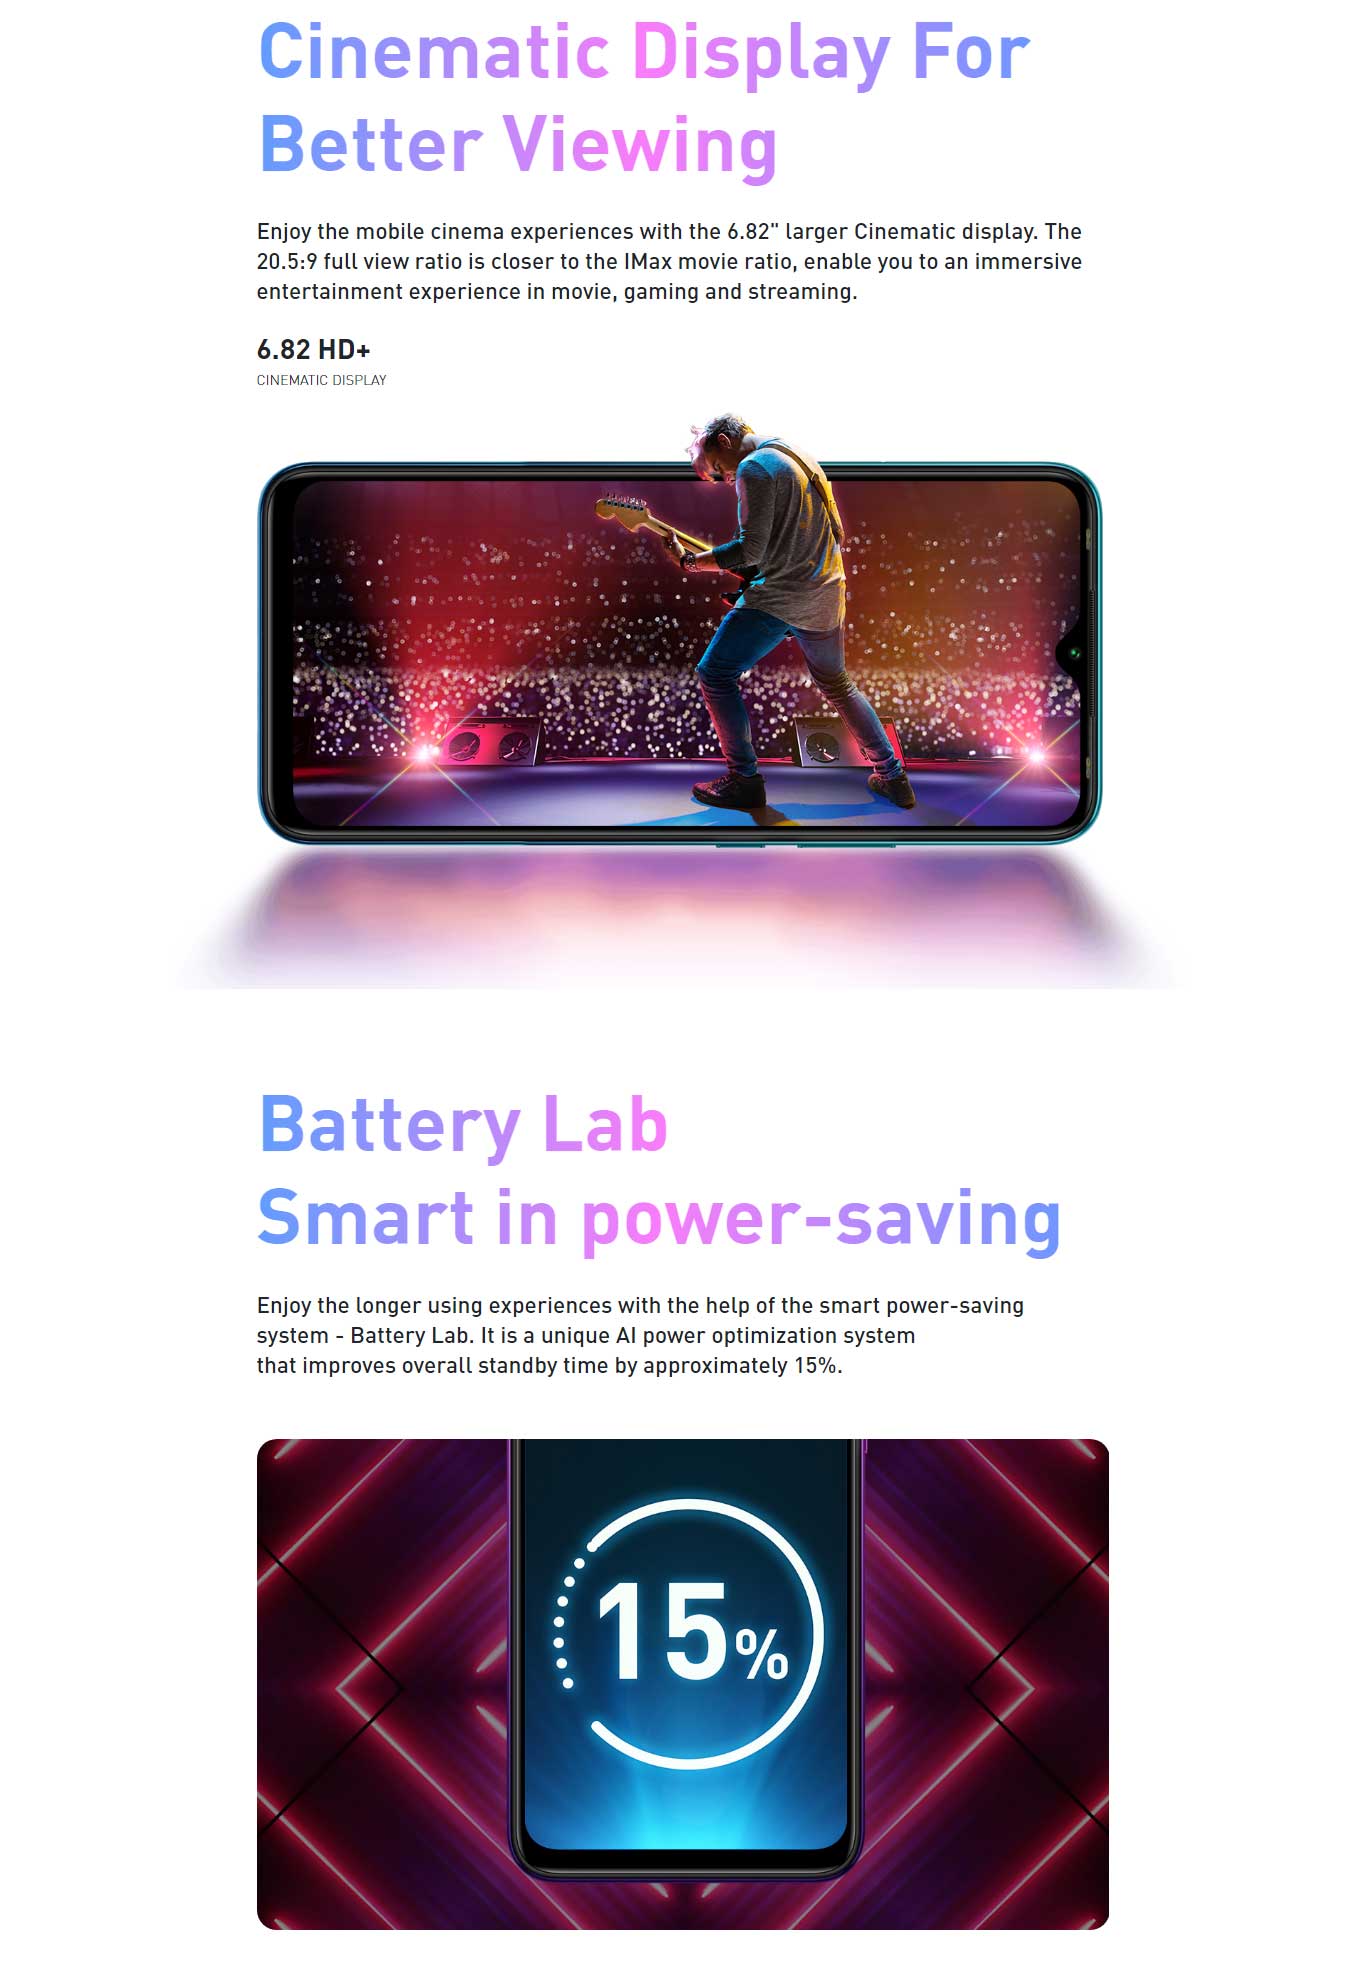 Cinematic Display For
Better Viewing
Enjoy the mobile cinema experiences with the 6.82" larger Cinematic display. The
20.5:9 full view ratio is closer to the IMax movie ratio, enable you to an immersive
entertainment experience in movie, gaming and streaming.
6.82 HD+
CINEMATIC DISPLAY
Battery Lab
Smart in power-saving
Enjoy the longer using experiences with the help of the smart power-saving
system - Battery Lab. It is a unique AI power optimization system
that improves overall standby time by approximately 15%.
15%